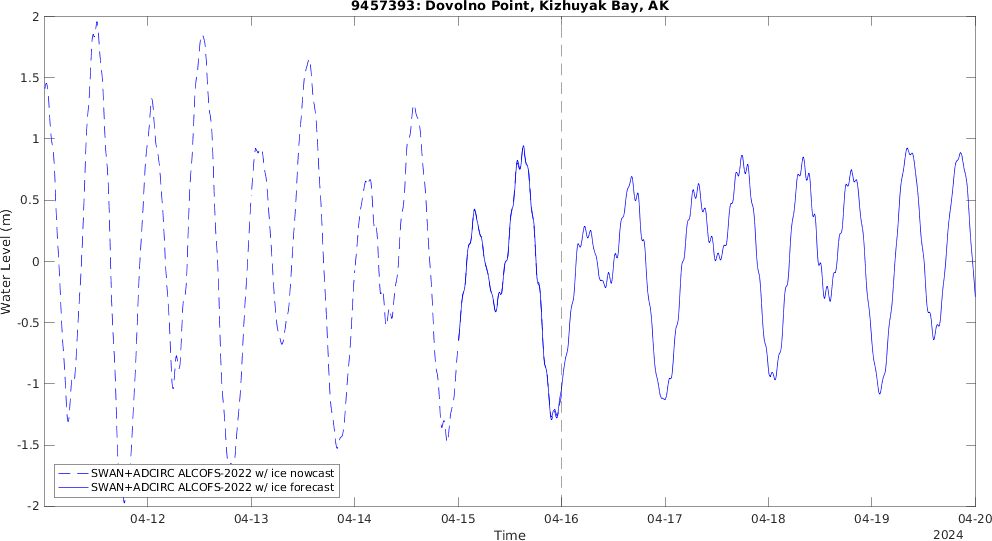 9457393: Dovolno Point, Kizhuyak Bay, AK
Water Level (m)
2
1.5
1
0.5
0
-0.5
-1
-1.5
-2
SWAN+ADCIRC ALCOFS-2022 w/ ice nowcast
SWAN+ADCIRC ALCOFS-2022 w/ ice forecast
04-12 04-13 04-14 04-15 04-16 04-17 04-18 04-19 04-20
Time
2024